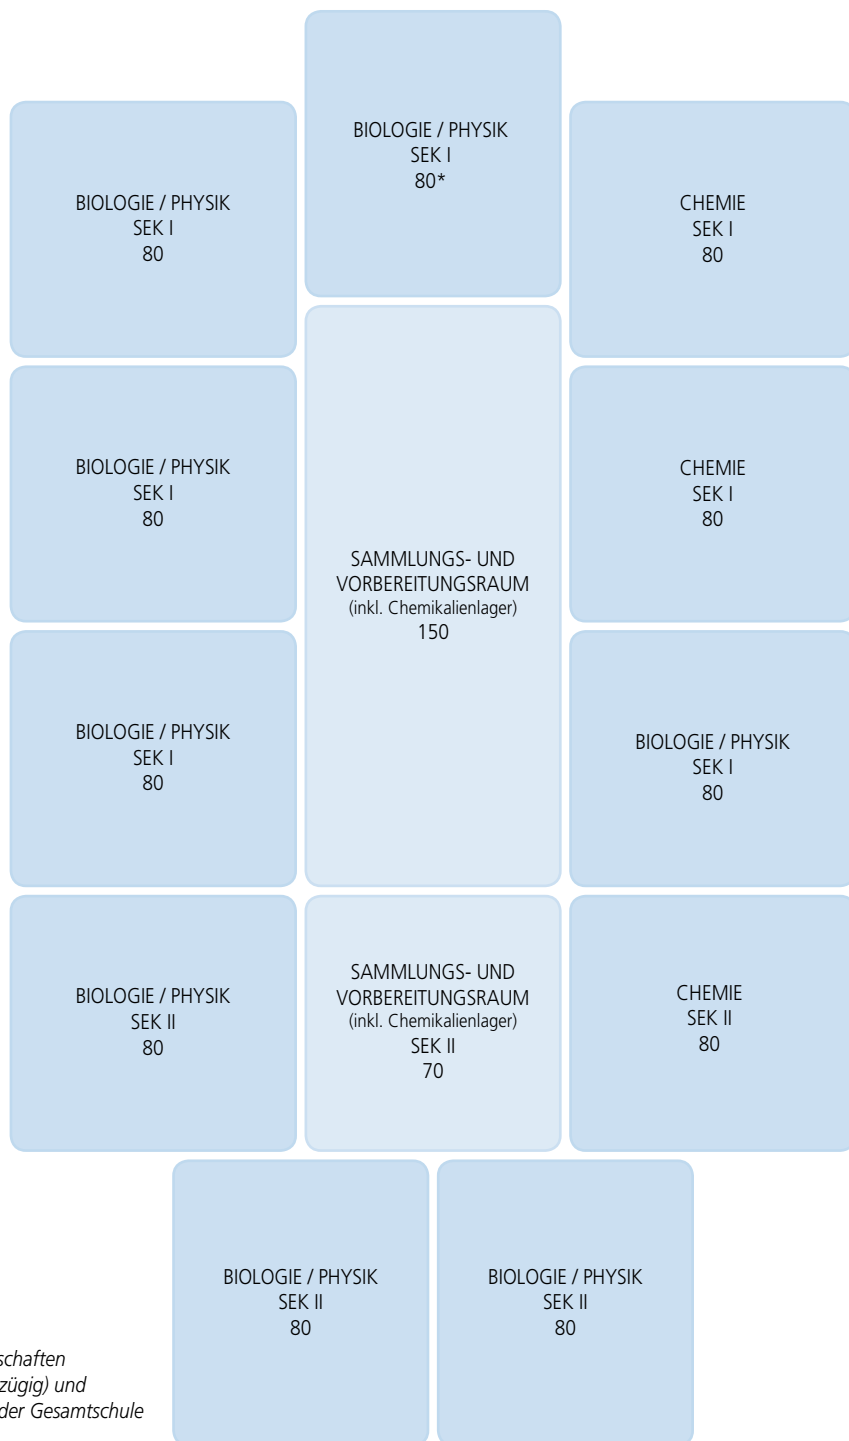 BIOLOGIE / PHYSIK
SEK I
80*
BIOLOGIE / PHYSIK
SEK I
80
CHEMIE
SEK I
80
BIOLOGIE / PHYSIK
SEK I
80
CHEMIE
SEK I
80
SAMMLUNGS- UND
VORBEREITUNGSRAUM
(inkl. Chemikalienlager)
150
BIOLOGIE / PHYSIK
SEK I
80
BIOLOGIE / PHYSIK
SEK I
80
BIOLOGIE / PHYSIK
SEK II
80
SAMMLUNGS- UND
VORBEREITUNGSRAUM
(inkl. Chemikalienlager)
SEK II
70
CHEMIE
SEK II
80
BIOLOGIE / PHYSIK
SEK II
80
BIOLOGIE / PHYSIK
SEK II
80
schaften
zügig) und
der Gesamtschule